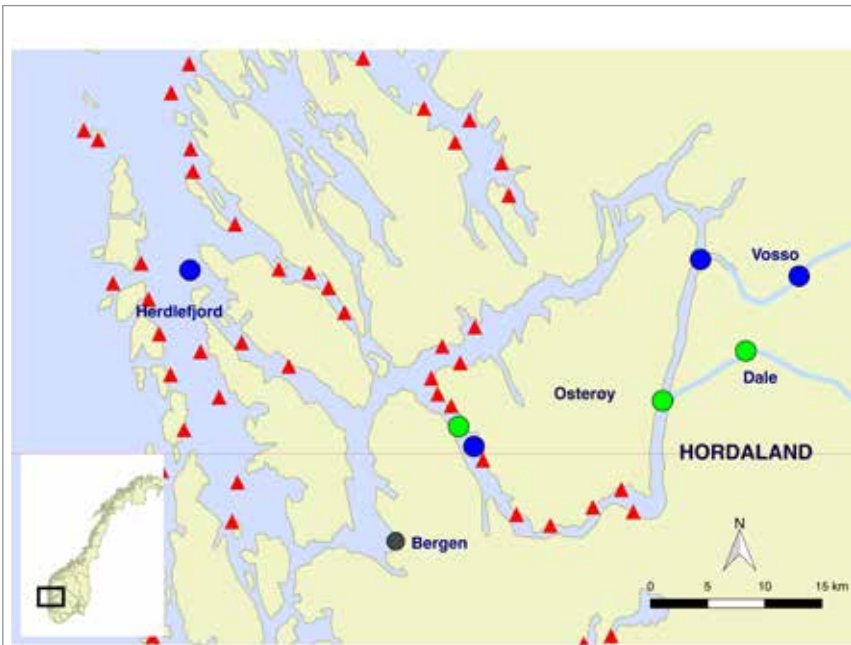 Vosso
Herdlefjord
Dale
Osterøy
HORDALAND
N
Bergen
0 5 10 15 km